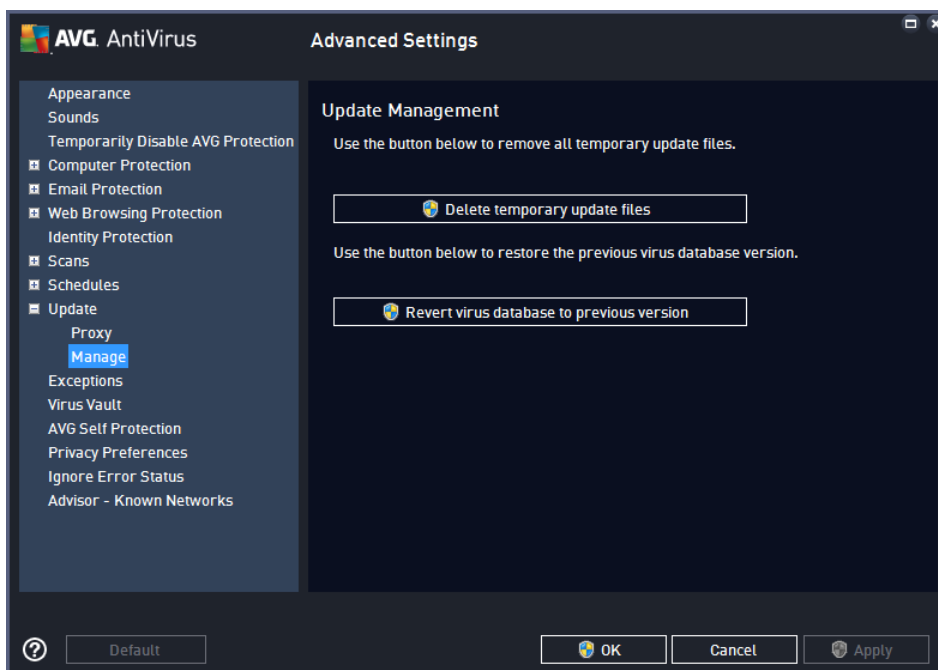 AVG. AntiVirus
Advanced Settings
Appearance
Sounds
Temporarily Disable AVG Protection
Computer Protection
Email Protection
Web Browsing Protection
Identity Protection
Scans
Schedules
Update
Proxy
Manage
Exceptions
Virus Vault
AVG Self Protection
Privacy Preferences
Ignore Error Status
Advisor - Known Networks
Update Management
Use the button below to remove all temporary update files.
Delete temporary update files
Use the button below to restore the previous virus database version.
Revert virus database to previous version
?
Default
OK
Cancel
Apply